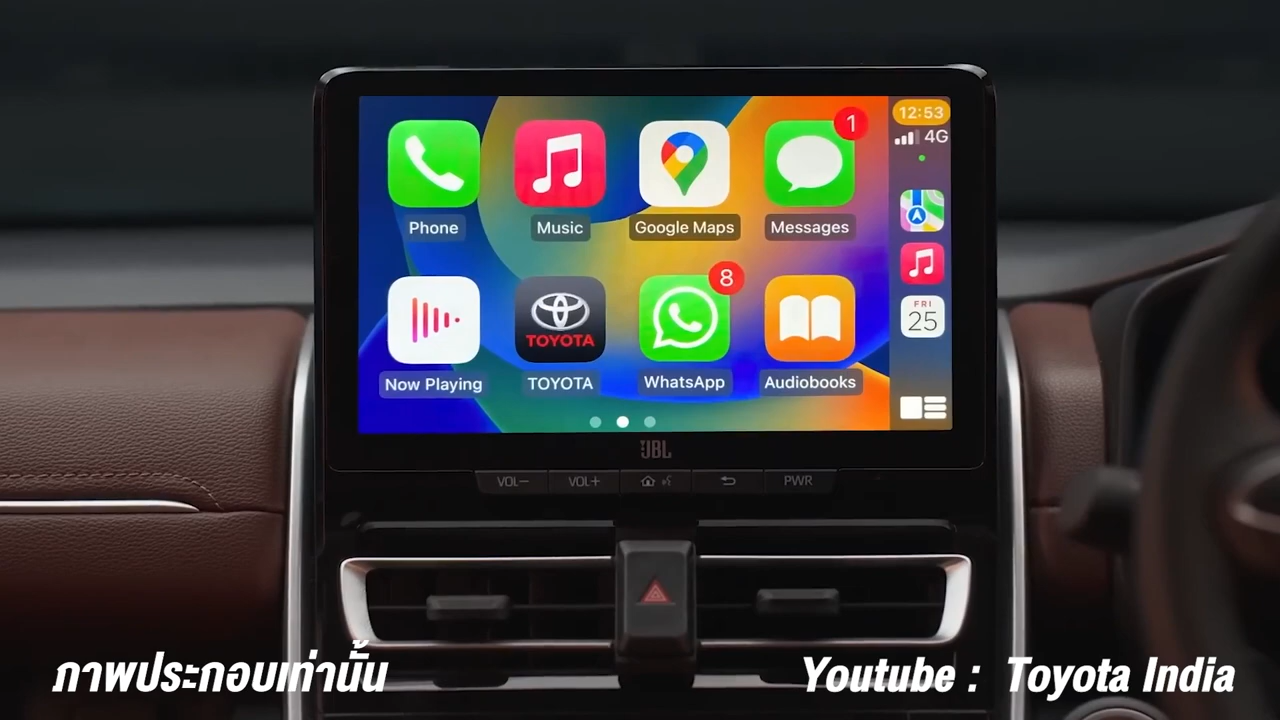 12:53
4G
1
Phone
Music
Google Maps
Messages
8
TOYOTA
Now Playing
TOYOTA
WhatsApp
Audiobooks
FRI
25
JBL
VOL−
VOL+
PWR
ภาพประกอบเท่านั้น
Youtube : Toyota India